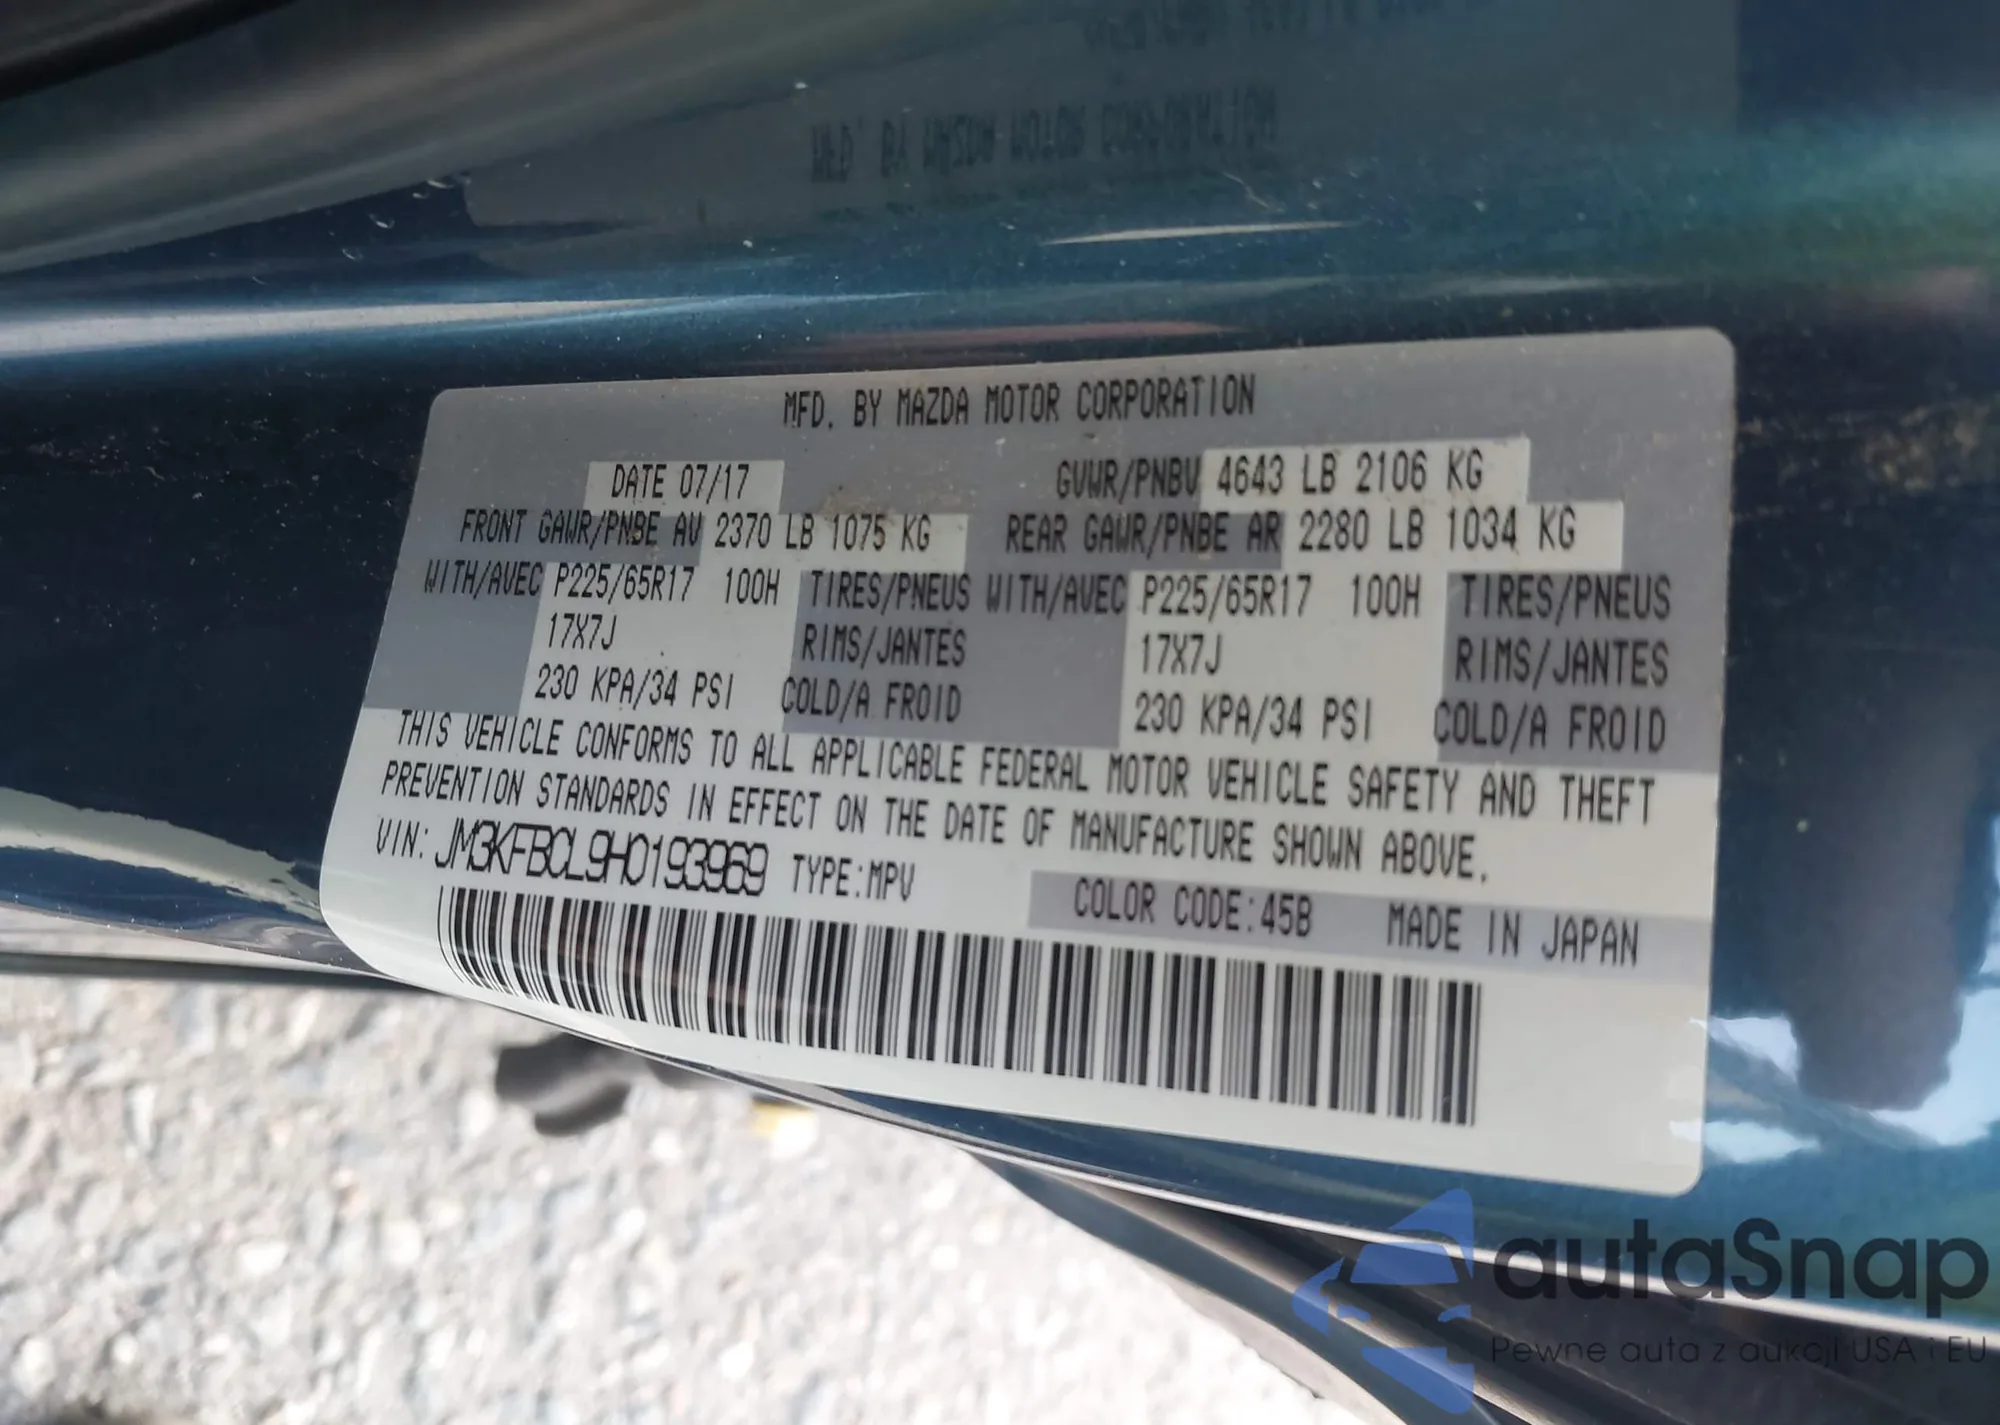 MFD. BY MAZDA MOTOR CORPORATION
DATE 07/17 GVWR/PNBV 4643 LB 2106 KG
FRONT GAWR/PNBE AV 2370 LB 1075 KG REAR GAWR/PNBE AR 2280 LB 1034 KG
WITH/AVEC P225/65R17 100H TIRES/PNEUS WITH/AVEC P225/65R17 100H TIRES/PNEUS
17X7J RIMS/JANTES 17X7J RIMS/JANTES
230 KPA/34 PSI COLD/A FROID 230 KPA/34 PSI COLD/A FROID
THIS VEHICLE CONFORMS TO ALL APPLICABLE FEDERAL MOTOR VEHICLE SAFETY AND THEFT
PREVENTION STANDARDS IN EFFECT ON THE DATE OF MANUFACTURE SHOWN ABOVE.
VIN: JM3KFBCL9H0193969 TYPE:MPV
COLOR CODE:45B MADE IN JAPAN
autaSnap
Pewne auta z aukcji USA i EU